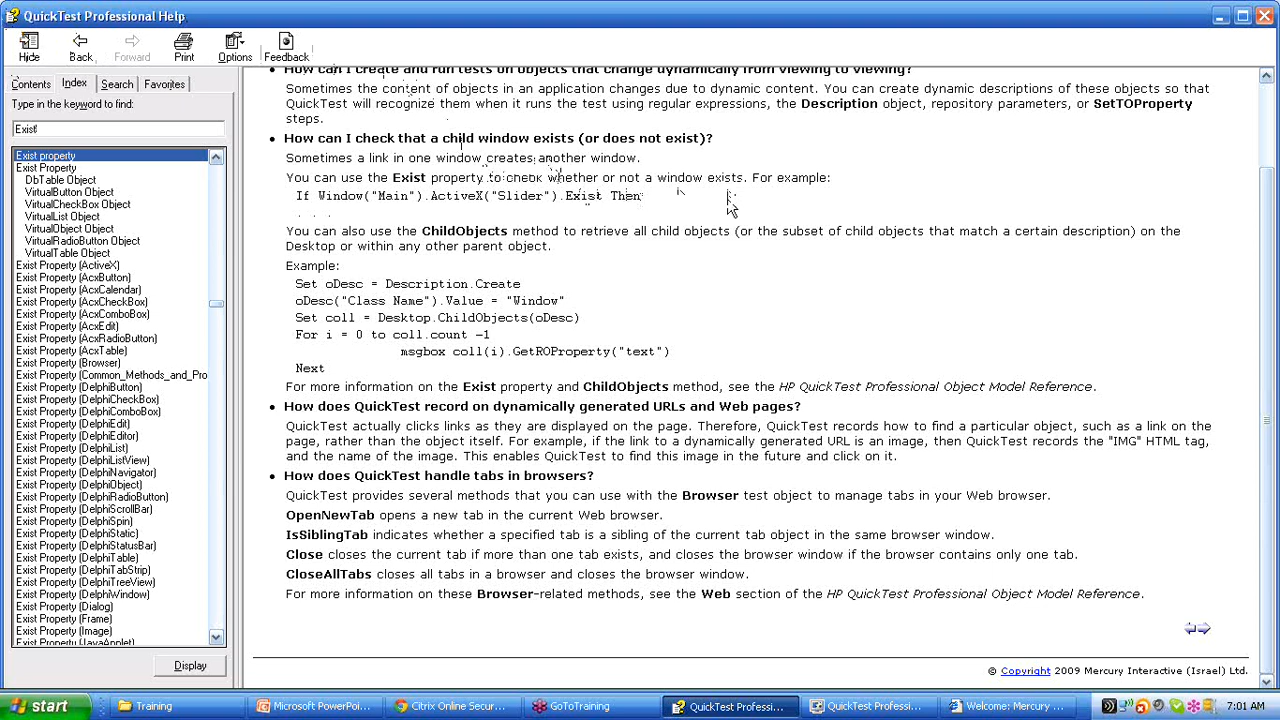 QuickTest Professional Help
Hide Back Forward Print Options Feedback
Contents Index Search Favorites
Type in the keyword to find:
Exist
Exist property
Exist Property
DbTable Object
VirtualButton Object
VirtualCheckBox Object
VirtualList Object
VirtualObject Object
VirtualRadioButton Object
VirtualTable Object
Exist Property (ActiveX)
Exist Property (AcxButton)
Exist Property (AcxCalendar)
Exist Property (AcxCheckBox)
Exist Property (AcxComboBox)
Exist Property (AcxEdit)
Exist Property (AcxRadioButton)
Exist Property (AcxTable)
Exist Property (Browser)
Exist Property (Common_Methods_and_Pro
Exist Property (DelphiButton)
Exist Property (DelphiCheckBox)
Exist Property (DelphiComboBox)
Exist Property (DelphiEdit)
Exist Property (DelphiEditor)
Exist Property (DelphiList)
Exist Property (DelphiListView)
Exist Property (DelphiNavigator)
Exist Property (DelphiObject)
Exist Property (DelphiRadioButton)
Exist Property (DelphiScrollBar)
Exist Property (DelphiSpin)
Exist Property (DelphiStatic)
Exist Property (DelphiStatusBar)
Exist Property (DelphiTable)
Exist Property (DelphiTabStrip)
Exist Property (DelphiTreeView)
Exist Property (DelphiWindow)
Exist Property (Dialog)
Exist Property (Frame)
Exist Property (Image)
Exist Property (JavaApplet)
Display
• How can I create and run tests on objects that change dynamically from viewing to viewing?
Sometimes the content of objects in an application changes due to dynamic content. You can create dynamic descriptions of these objects so that
QuickTest will recognize them when it runs the test using regular expressions, the Description object, repository parameters, or SetTOProperty
steps.
• How can I check that a child window exists (or does not exist)?
Sometimes a link in one window creates another window.
You can use the Exist property to check whether or not a window exists. For example:
If Window("Main").ActiveX("Slider").Exist Then
. . .
You can also use the ChildObjects method to retrieve all child objects (or the subset of child objects that match a certain description) on the
Desktop or within any other parent object.
Example:
Set oDesc = Description.Create
oDesc("Class Name").Value = "Window"
Set coll = Desktop.ChildObjects(oDesc)
For i = 0 to coll.count -1
msgbox coll(i).GetROProperty("text")
Next
For more information on the Exist property and ChildObjects method, see the HP QuickTest Professional Object Model Reference.
• How does QuickTest record on dynamically generated URLs and Web pages?
QuickTest actually clicks links as they are displayed on the page. Therefore, QuickTest records how to find a particular object, such as a link on the
page, rather than the object itself. For example, if the link to a dynamically generated URL is an image, then QuickTest records the "IMG" HTML tag,
and the name of the image. This enables QuickTest to find this image in the future and click on it.
• How does QuickTest handle tabs in browsers?
QuickTest provides several methods that you can use with the Browser test object to manage tabs in your Web browser.
OpenNewTab opens a new tab in the current Web browser.
IsSiblingTab indicates whether a specified tab is a sibling of the current tab object in the same browser window.
Close closes the current tab if more than one tab exists, and closes the browser window if the browser contains only one tab.
CloseAllTabs closes all tabs in a browser and closes the browser window.
For more information on these Browser-related methods, see the Web section of the HP QuickTest Professional Object Model Reference.
© Copyright 2009 Mercury Interactive (Israel) Ltd.
start Training Microsoft PowerPoi... Citrix Online Secur... GoToTraining QuickTest Professi... QuickTest Professi... Welcome: Mercury ... 7:01 AM